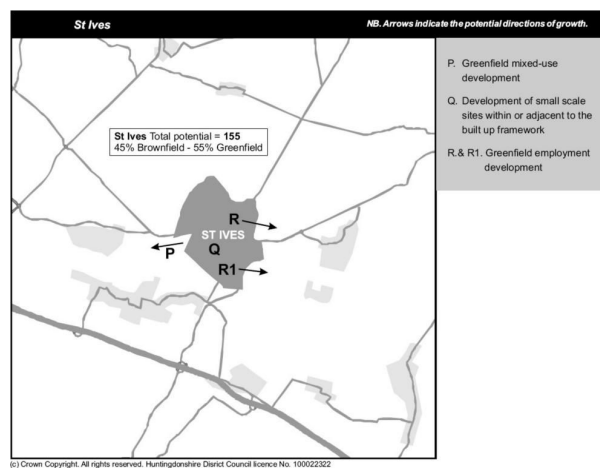 St Ives
NB. Arrows indicate the potential directions of growth.
St Ives Total potential = 155
45% Brownfield - 55% Greenfield
R
ST IVES
P
Q
R1
P. Greenfield mixed-use
development
Q. Development of small scale
sites within or adjacent to the
built up framework
R.& R1. Greenfield employment
development
(c) Crown Copyright. All rights reserved. Huntingdonshire Disrict Council licence No. 100022322